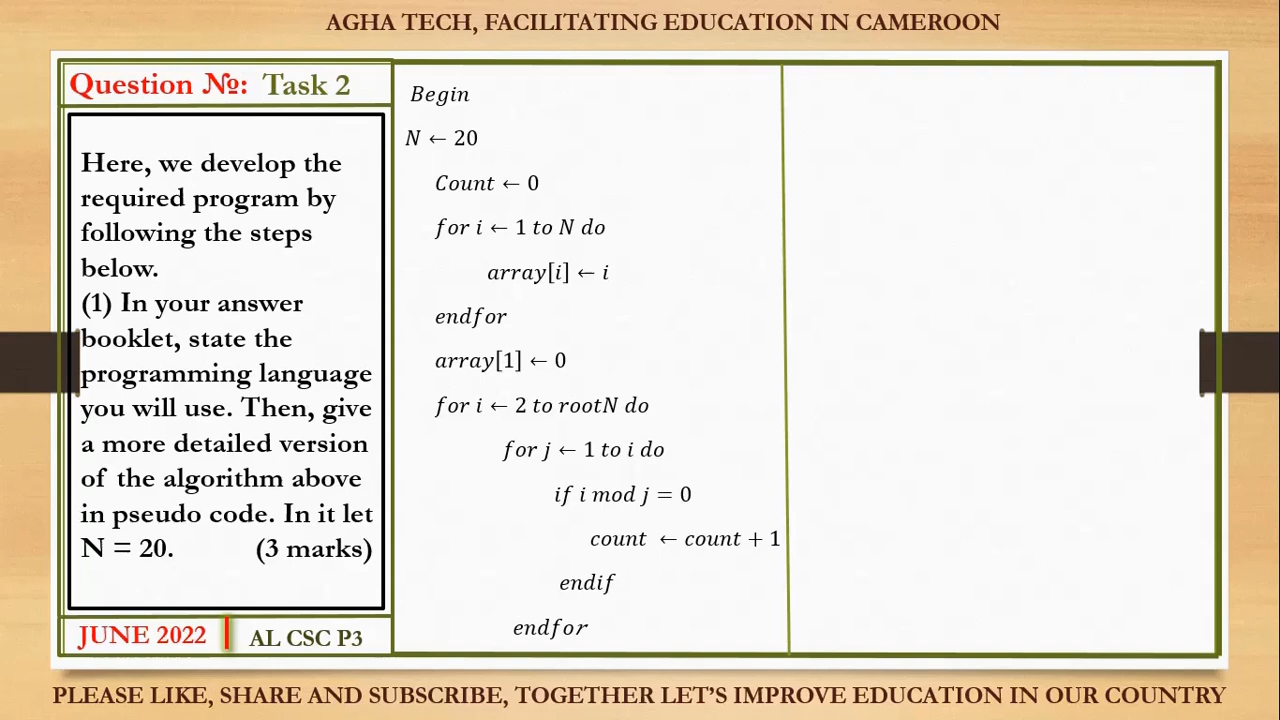 AGHA TECH, FACILITATING EDUCATION IN CAMEROON
Question №: Task 2
Here, we develop the
required program by
following the steps
below.
(1) In your answer
booklet, state the
programming language
you will use. Then, give
a more detailed version
of the algorithm above
in pseudo code. In it let
N = 20. (3 marks)
JUNE 2022 AL CSC P3
Begin
N ← 20
Count ← 0
for i ← 1 to N do
array[i] ← i
endfor
array[1] ← 0
for i ← 2 to rootN do
for j ← 1 to i do
if i mod j = 0
count ← count + 1
endif
endfor
PLEASE LIKE, SHARE AND SUBSCRIBE, TOGETHER LET'S IMPROVE EDUCATION IN OUR COUNTRY